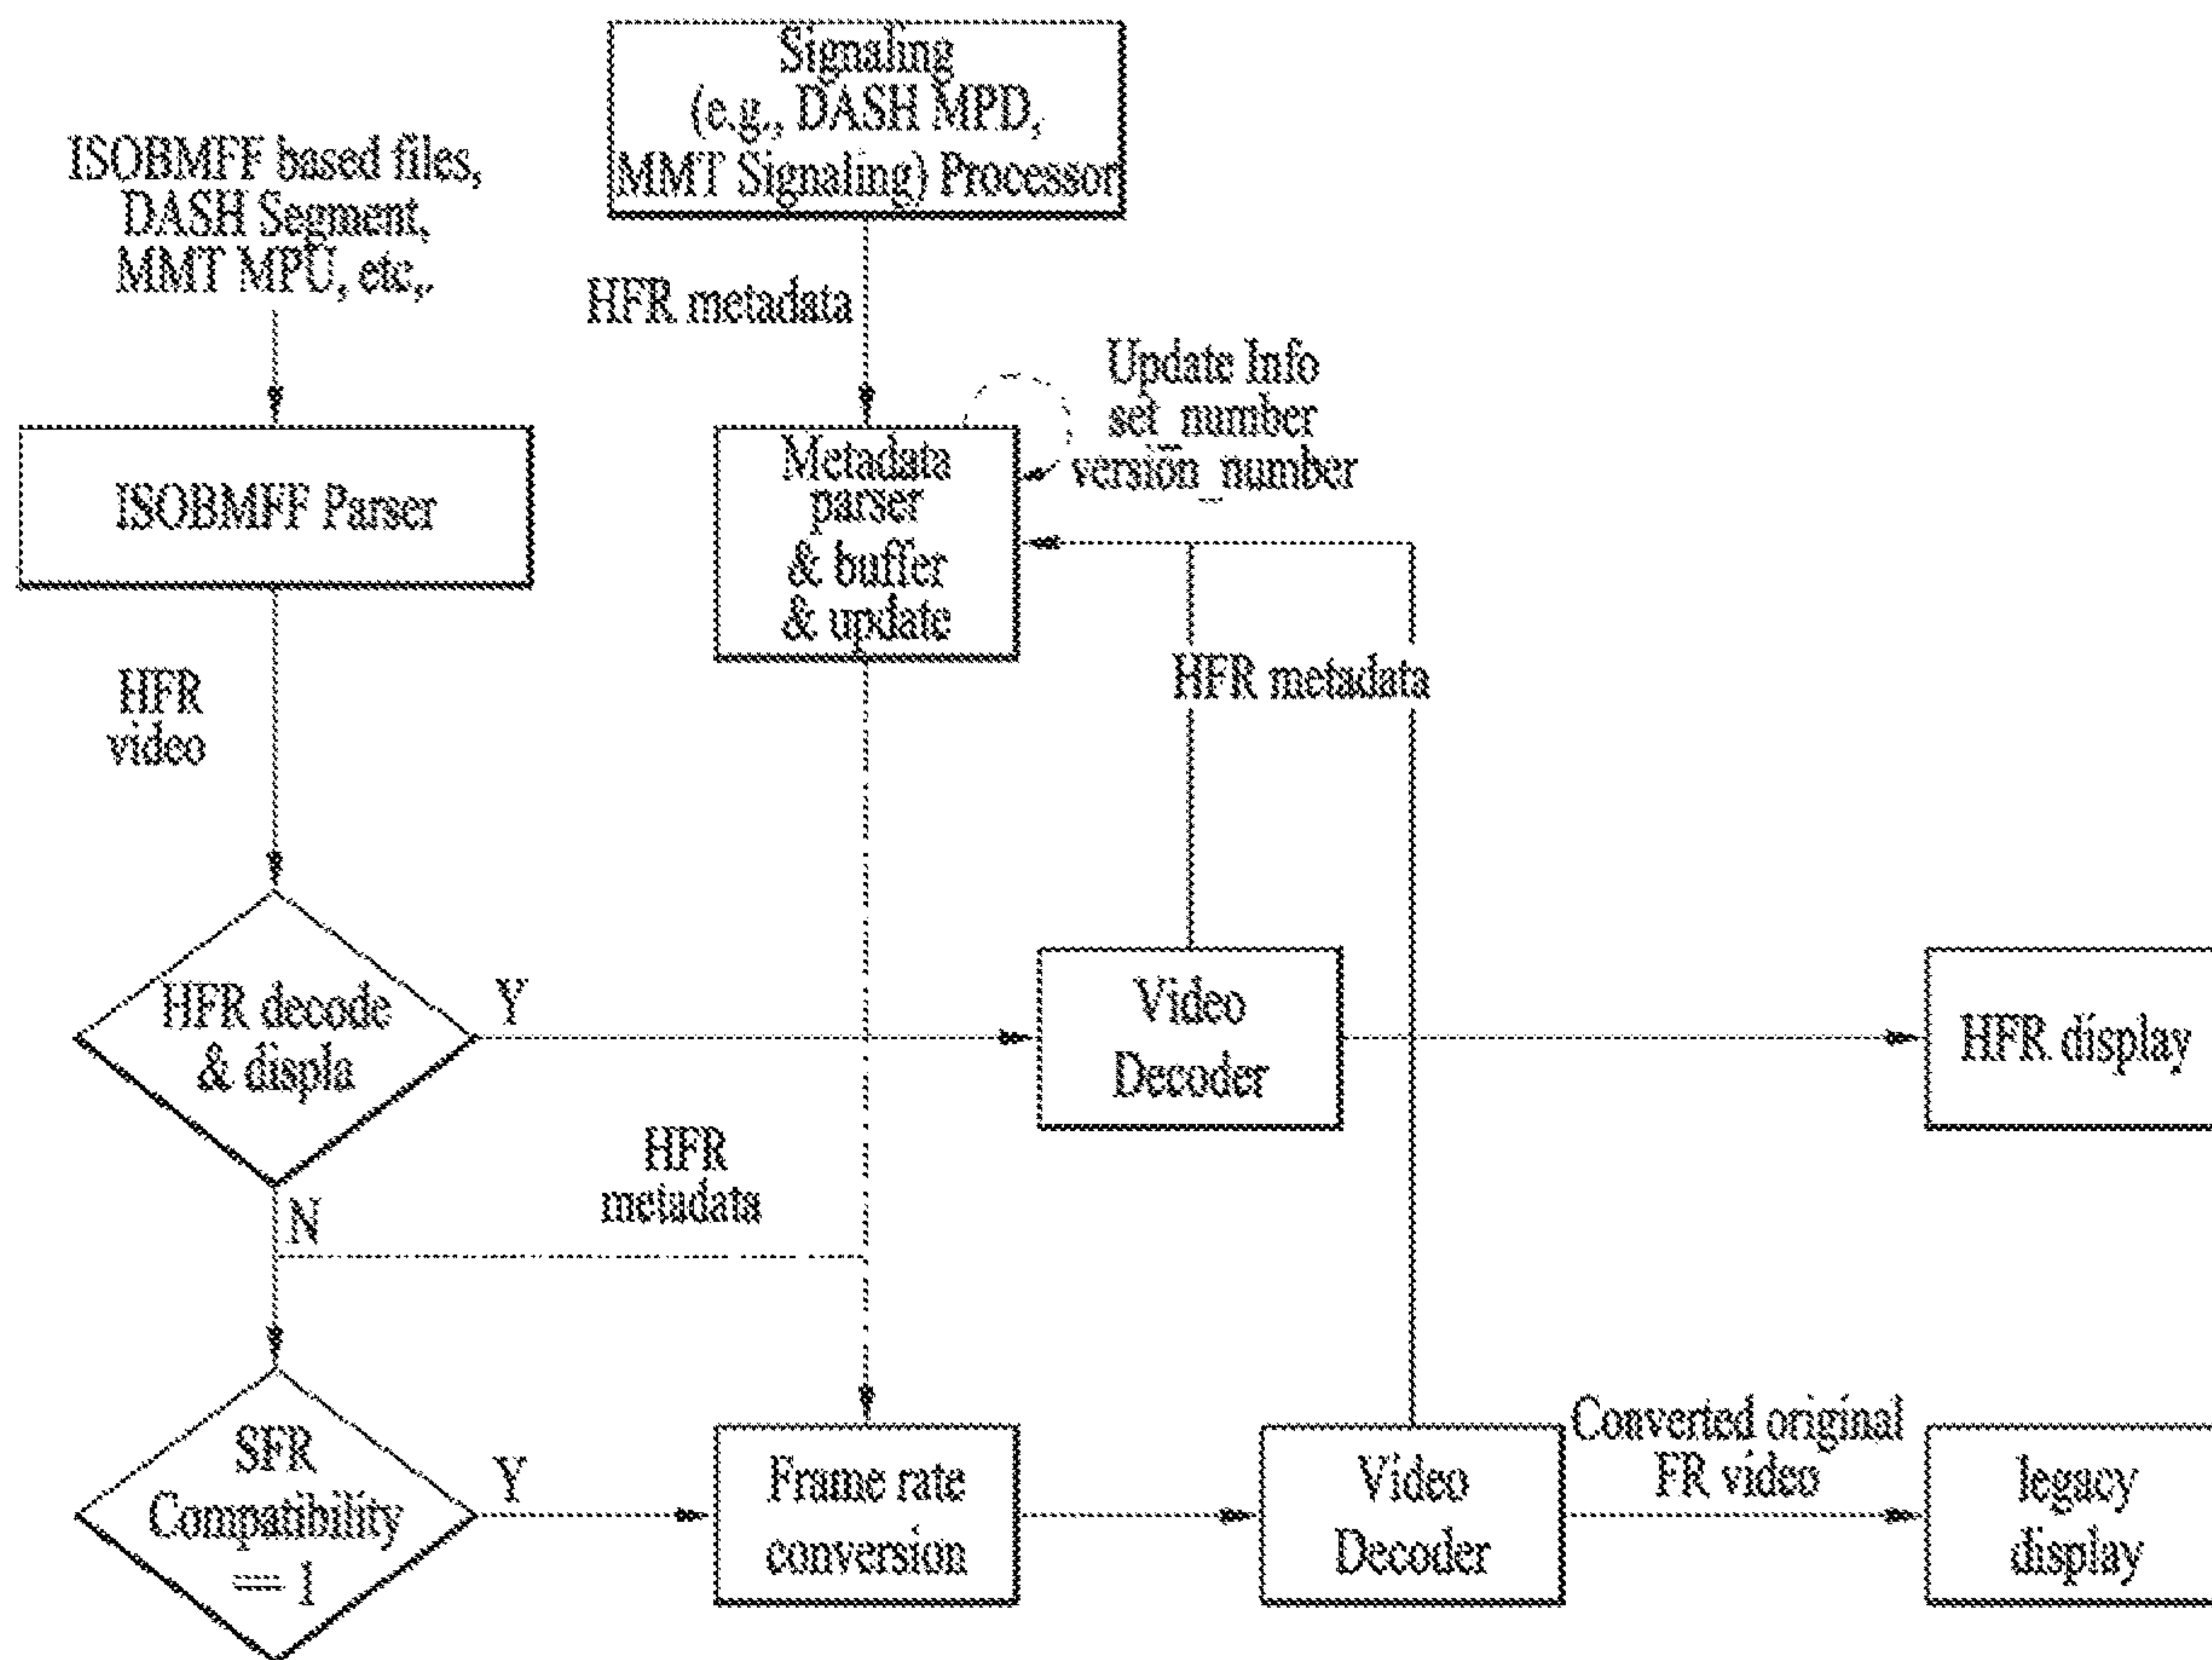 Signaling
(e.g., DASH MPD,
MMT Signaling) Processor
ISOBMFF based files,
DASH Segment,
MMT MPU, etc,.
HFR metadata
Update Info
set_number
version_number
ISOBMFF Parser
Metadata
parser
& buffer
& update
HFR
video
HFR metadata
HFR decode
& displa
Y
Video
Decoder
HFR display
N
HFR
metadata
SFR
Compatibility
== 1
Y
Frame rate
conversion
Video
Decoder
Converted original
FR video
legacy
display